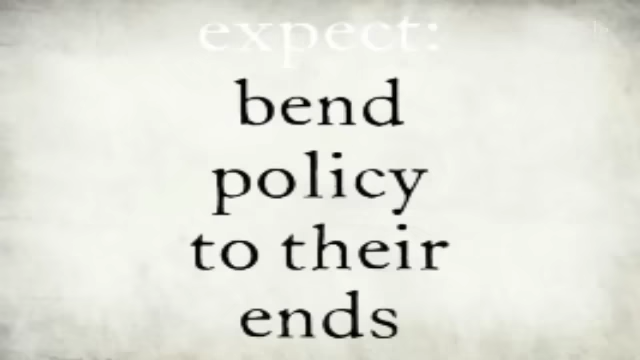 expect:
bend
policy
to their
ends